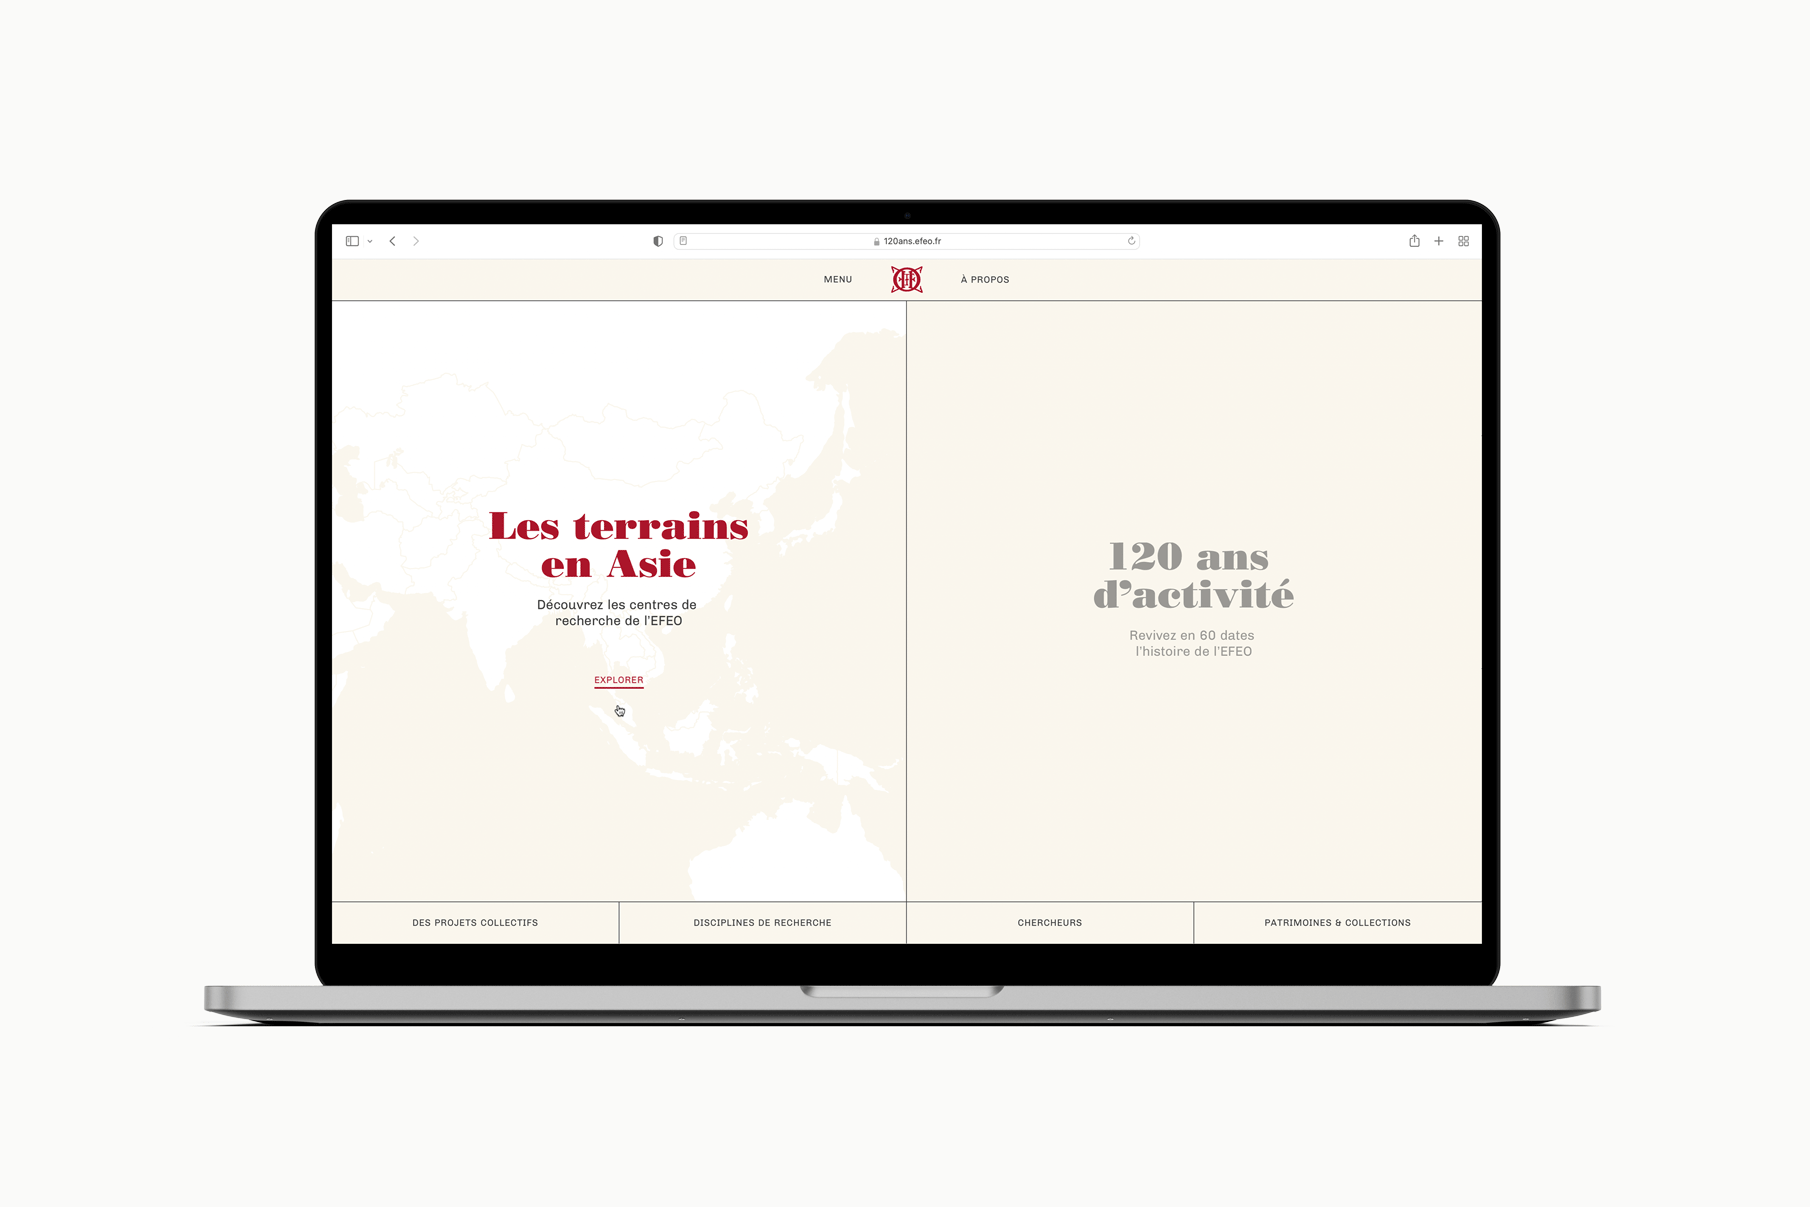 120ans.efeo.fr
MENU
À PROPOS
Les terrains
en Asie
Découvrez les centres de
recherche de l'EFEO
EXPLORER
120 ans
d’activité
Revivez en 60 dates
l'histoire de l'EFEO
DES PROJETS COLLECTIFS
DISCIPLINES DE RECHERCHE
CHERCHEURS
PATRIMOINES & COLLECTIONS